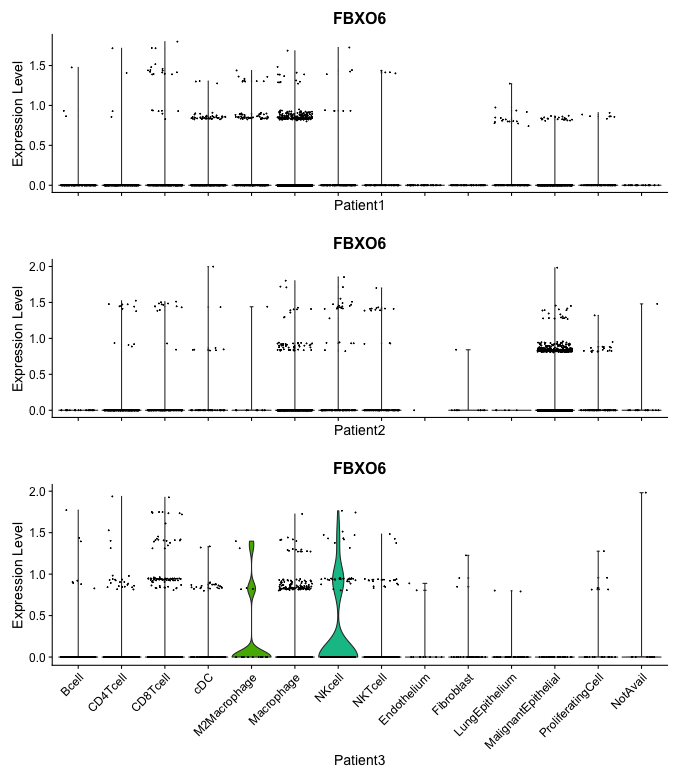 FBXO6
Expression Level
1.5
1.0
0.5
0.0
Patient1
FBXO6
Expression Level
2.0
1.5
1.0
0.5
0.0
Patient2
FBXO6
Expression Level
2.0
1.5
1.0
0.5
0.0
Bcell
CD4Tcell
CD8Tcell
cDC
M2Macrophage
Macrophage
NKcell
NKTcell
Endothelium
Fibroblast
LungEpithelium
MalignantEpithelial
ProliferatingCell
NotAvail
Patient3